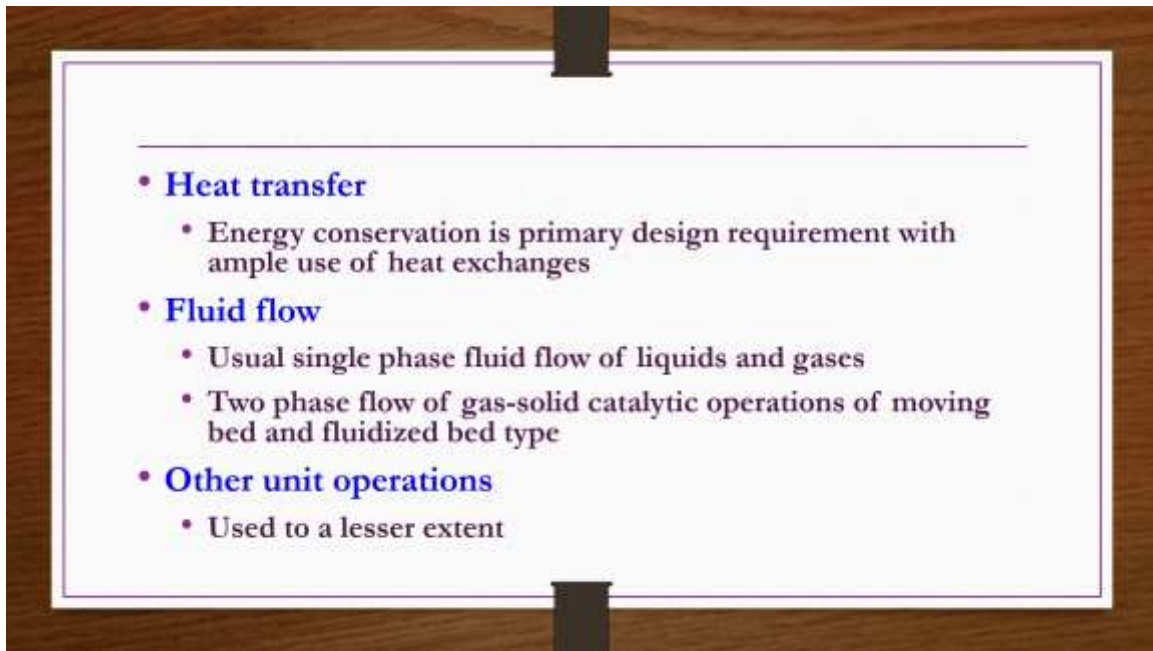 • Heat transfer
• Energy conservation is primary design requirement with
ample use of heat exchanges
• Fluid flow
• Usual single phase fluid flow of liquids and gases
• Two phase flow of gas-solid catalytic operations of moving
bed and fluidized bed type
• Other unit operations
• Used to a lesser extent